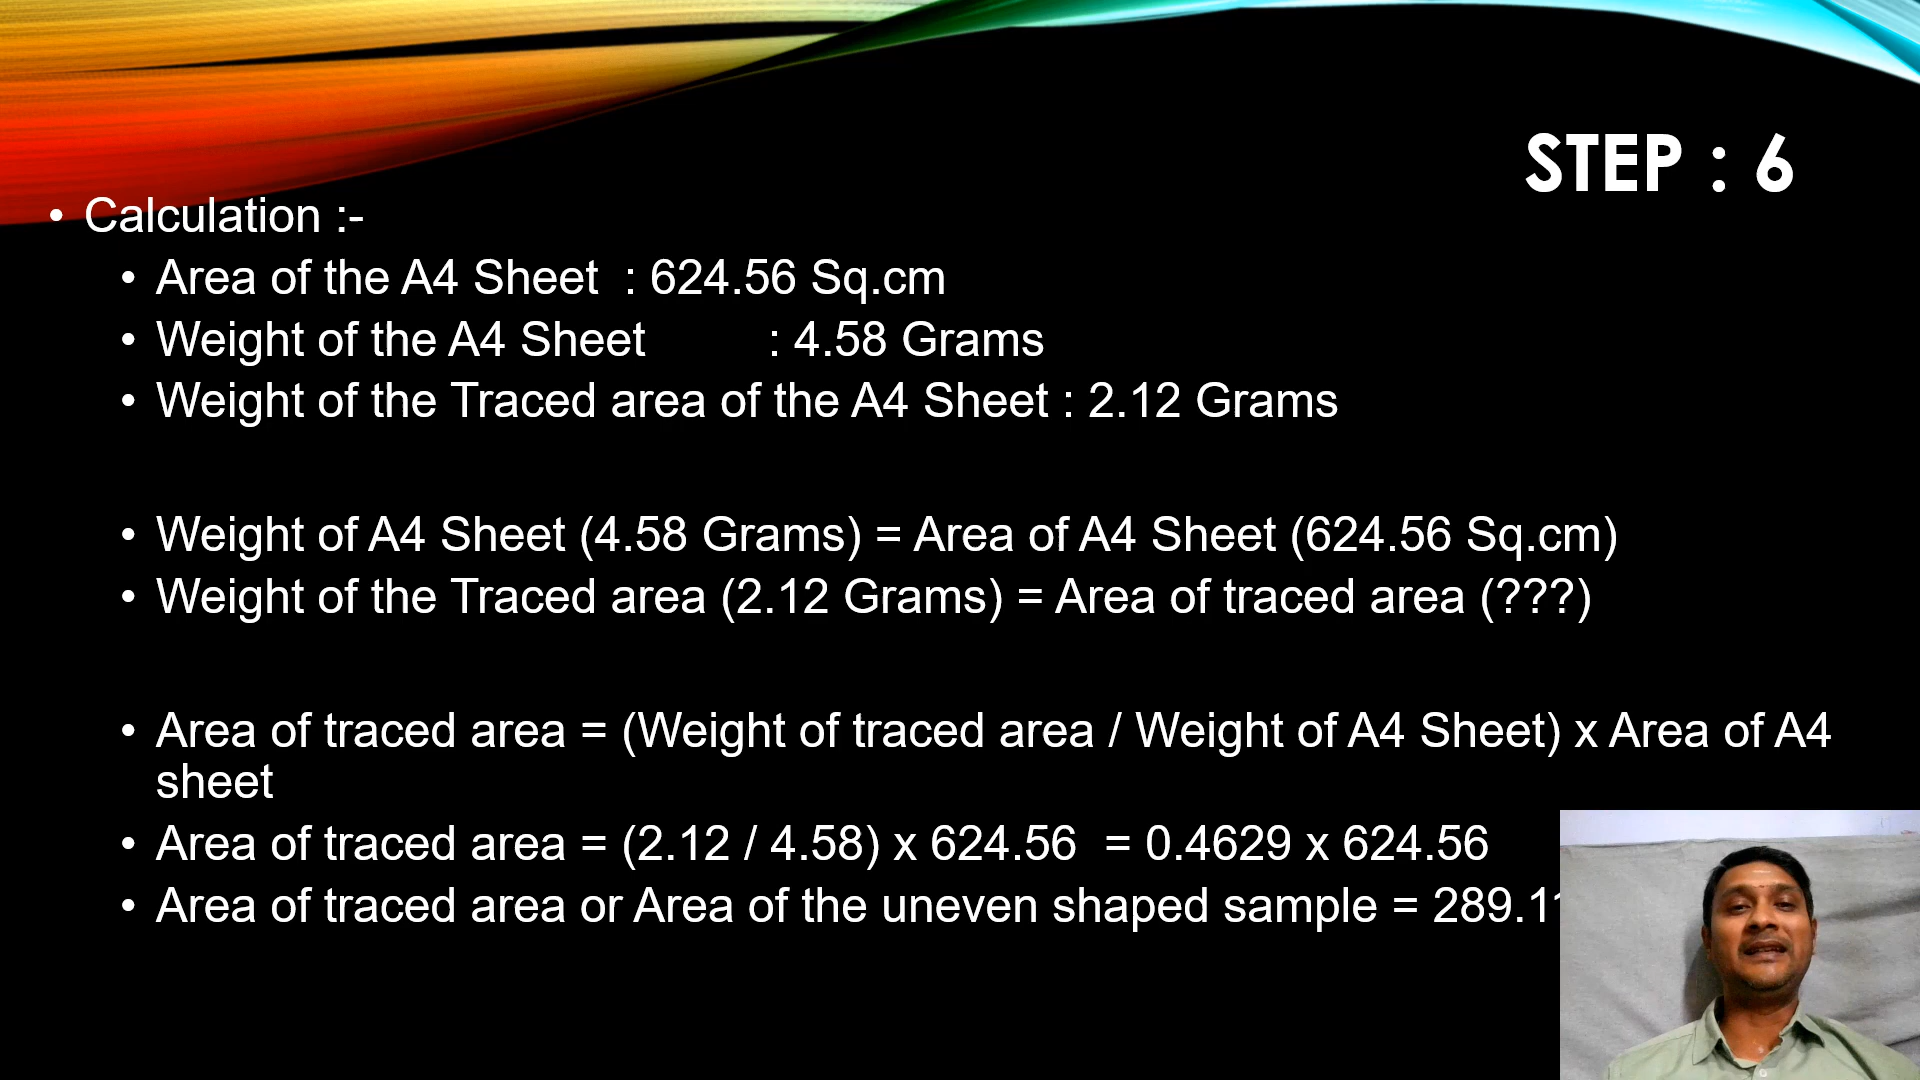 STEP : 6
• Calculation :-
• Area of the A4 Sheet : 624.56 Sq.cm
• Weight of the A4 Sheet : 4.58 Grams
• Weight of the Traced area of the A4 Sheet : 2.12 Grams
• Weight of A4 Sheet (4.58 Grams) = Area of A4 Sheet (624.56 Sq.cm)
• Weight of the Traced area (2.12 Grams) = Area of traced area (???)
• Area of traced area = (Weight of traced area / Weight of A4 Sheet) x Area of A4
sheet
• Area of traced area = (2.12 / 4.58) x 624.56 = 0.4629 x 624.56
• Area of traced area or Area of the uneven shaped sample =